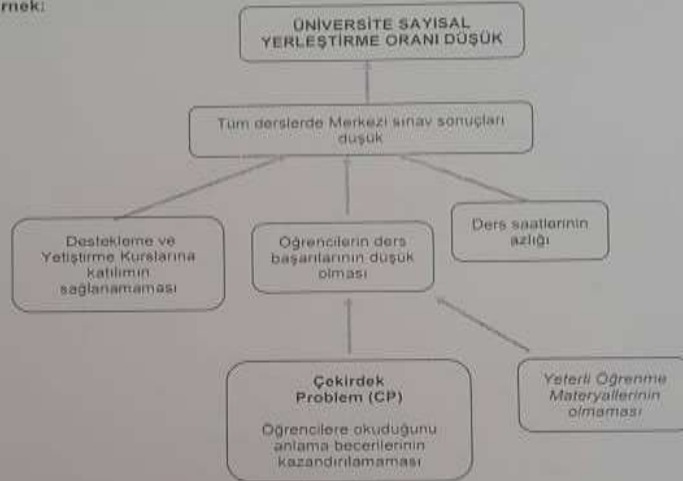 rnek:
ÜNİVERSİTE SAYISAL
YERLEŞTİRME ORANI DÜŞÜK
Tüm derslerde Merkezi sınav sonuçları
düşük
Destekleme ve
Yetiştirme Kurslarına
katılımın
sağlanamaması
Öğrencilerin ders
başarılarının düşük
olması
Ders saatlerinin
azlığı
Çekirdek
Problem (CP)
Öğrencilere okuduğunu
anlama becerilerinin
kazandırılamaması
Yeterli Öğrenme
Materyallerinin
olmaması